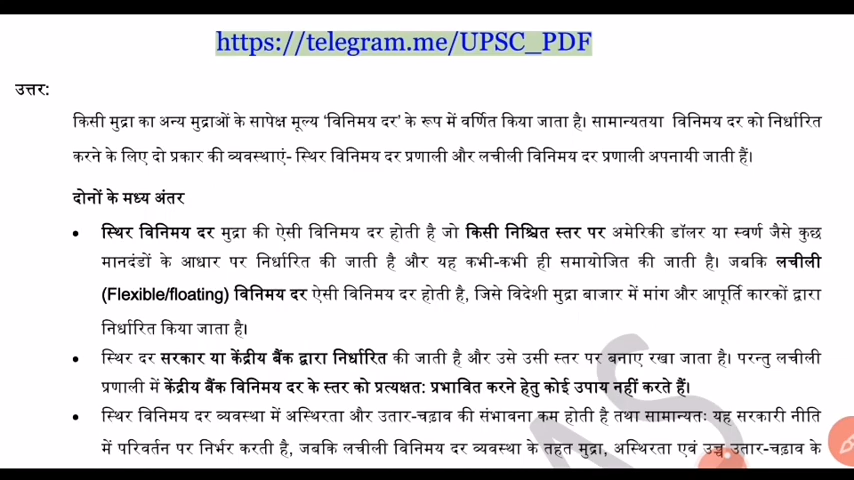 https://telegram.me/UPSC_PDF
उत्तर:
किसी मुद्रा का अन्य मुद्राओं के सापेक्ष मूल्य ‘विनिमय दर’ के रूप में वर्णित किया जाता है। सामान्यतया विनिमय दर को निर्धारित
करने के लिए दो प्रकार की व्यवस्थाएं- स्थिर विनिमय दर प्रणाली और लचीली विनिमय दर प्रणाली अपनायी जाती हैं।
दोनों के मध्य अंतर
• स्थिर विनिमय दर मुद्रा की ऐसी विनिमय दर होती है जो किसी निश्चित स्तर पर अमेरिकी डॉलर या स्वर्ण जैसे कुछ
मानदंडों के आधार पर निर्धारित की जाती है और यह कभी-कभी ही समायोजित की जाती है। जबकि लचीली
(Flexible/floating) विनिमय दर ऐसी विनिमय दर होती है, जिसे विदेशी मुद्रा बाजार में मांग और आपूर्ति कारकों द्वारा
निर्धारित किया जाता है।
• स्थिर दर सरकार या केंद्रीय बैंक द्वारा निर्धारित की जाती है और उसे उसी स्तर पर बनाए रखा जाता है। परन्तु लचीली
प्रणाली में केंद्रीय बैंक विनिमय दर के स्तर को प्रत्यक्षत: प्रभावित करने हेतु कोई उपाय नहीं करते हैं।
• स्थिर विनिमय दर व्यवस्था में अस्थिरता और उतार-चढ़ाव की संभावना कम होती है तथा सामान्यतः यह सरकारी नीति
में परिवर्तन पर निर्भर करती है, जबकि लचीली विनिमय दर व्यवस्था के तहत मुद्रा, अस्थिरता एवं उच्च उतार-चढ़ाव के